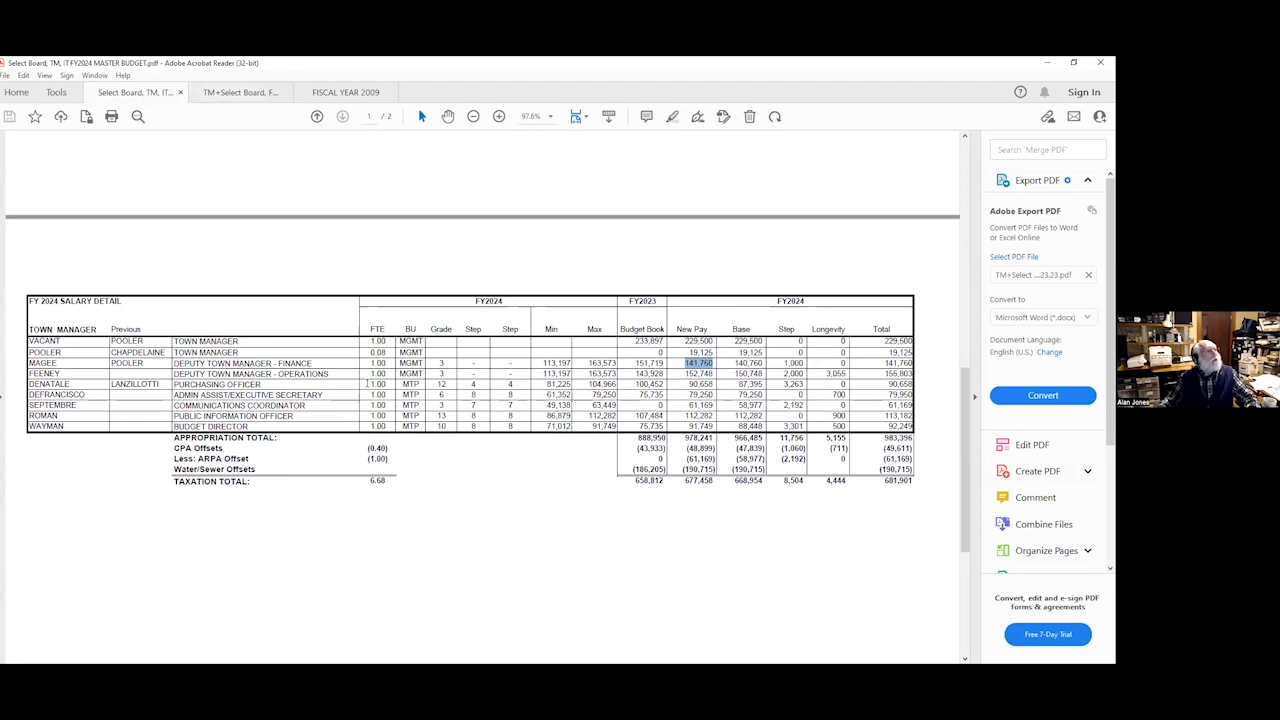 Select Board, TM, IT FY2024 MASTER BUDGET.pdf - Adobe Acrobat Reader (32-bit)
File Edit View Sign Window Help
Home Tools Select Board, TM, IT... × TM+Select Board, F... FISCAL YEAR 2009 Sign In
1 / 2 97.6%
Search 'Merge PDF'
Export PDF
Adobe Export PDF
Convert PDF Files to Word
or Excel Online
Select PDF File
TM+Select ....23.23.pdf
Convert to
Microsoft Word (*.docx)
Document Language:
English (U.S.) Change
Convert
Edit PDF
Create PDF
Comment
Combine Files
Organize Pages
Convert, edit and e-sign PDF
forms & agreements
Free 7-Day Trial
FY 2024 SALARY DETAIL FY2024 FY2023 FY2024
TOWN MANAGER Previous FTE BU Grade Step Step Min Max Budget Book New Pay Base Step Longevity Total
VACANT POOLER TOWN MANAGER 1.00 MGMT 233,897 229,500 229,500 0 0 229,500
POOLER CHAPDELAINE TOWN MANAGER 0.08 MGMT 0 19,125 19,125 0 0 19,125
MAGEE POOLER DEPUTY TOWN MANAGER - FINANCE 1.00 MGMT 3 - - 113,197 163,573 151,719 141,760 140,760 1,000 0 141,760
FEENEY DEPUTY TOWN MANAGER - OPERATIONS 1.00 MGMT 3 - - 113,197 163,573 143,928 152,748 150,748 2,000 3,055 155,803
DENATALE LANZILLOTTI PURCHASING OFFICER 1.00 MTP 12 4 4 81,225 104,966 100,452 90,658 87,395 3,263 0 90,658
DEFRANCISCO ADMIN ASSIST/EXECUTIVE SECRETARY 1.00 MTP 6 8 8 61,352 79,250 75,735 79,250 79,250 0 700 79,950
SEPTEMBRE COMMUNICATIONS COORDINATOR 1.00 MTP 3 7 7 49,138 63,449 0 61,169 58,977 2,192 0 61,169
ROMAN PUBLIC INFORMATION OFFICER 1.00 MTP 13 8 8 86,879 112,282 107,484 112,282 112,282 0 900 113,182
WAYMAN BUDGET DIRECTOR 1.00 MTP 10 8 8 71,012 91,749 75,735 91,749 88,448 3,301 500 92,249
APPROPRIATION TOTAL: 888,950 978,241 966,485 11,756 5,155 983,396
CPA Offsets (0.40) (43,933) (48,899) (47,839) (1,060) (711) (49,611)
Less: ARPA Offset (1.00) 0 (61,169) (58,977) (2,192) 0 (61,169)
Water/Sewer Offsets (186,205) (190,715) (190,715) (190,715)
TAXATION TOTAL: 6.68 658,812 677,458 668,954 8,504 4,444 681,901
Alan Jones